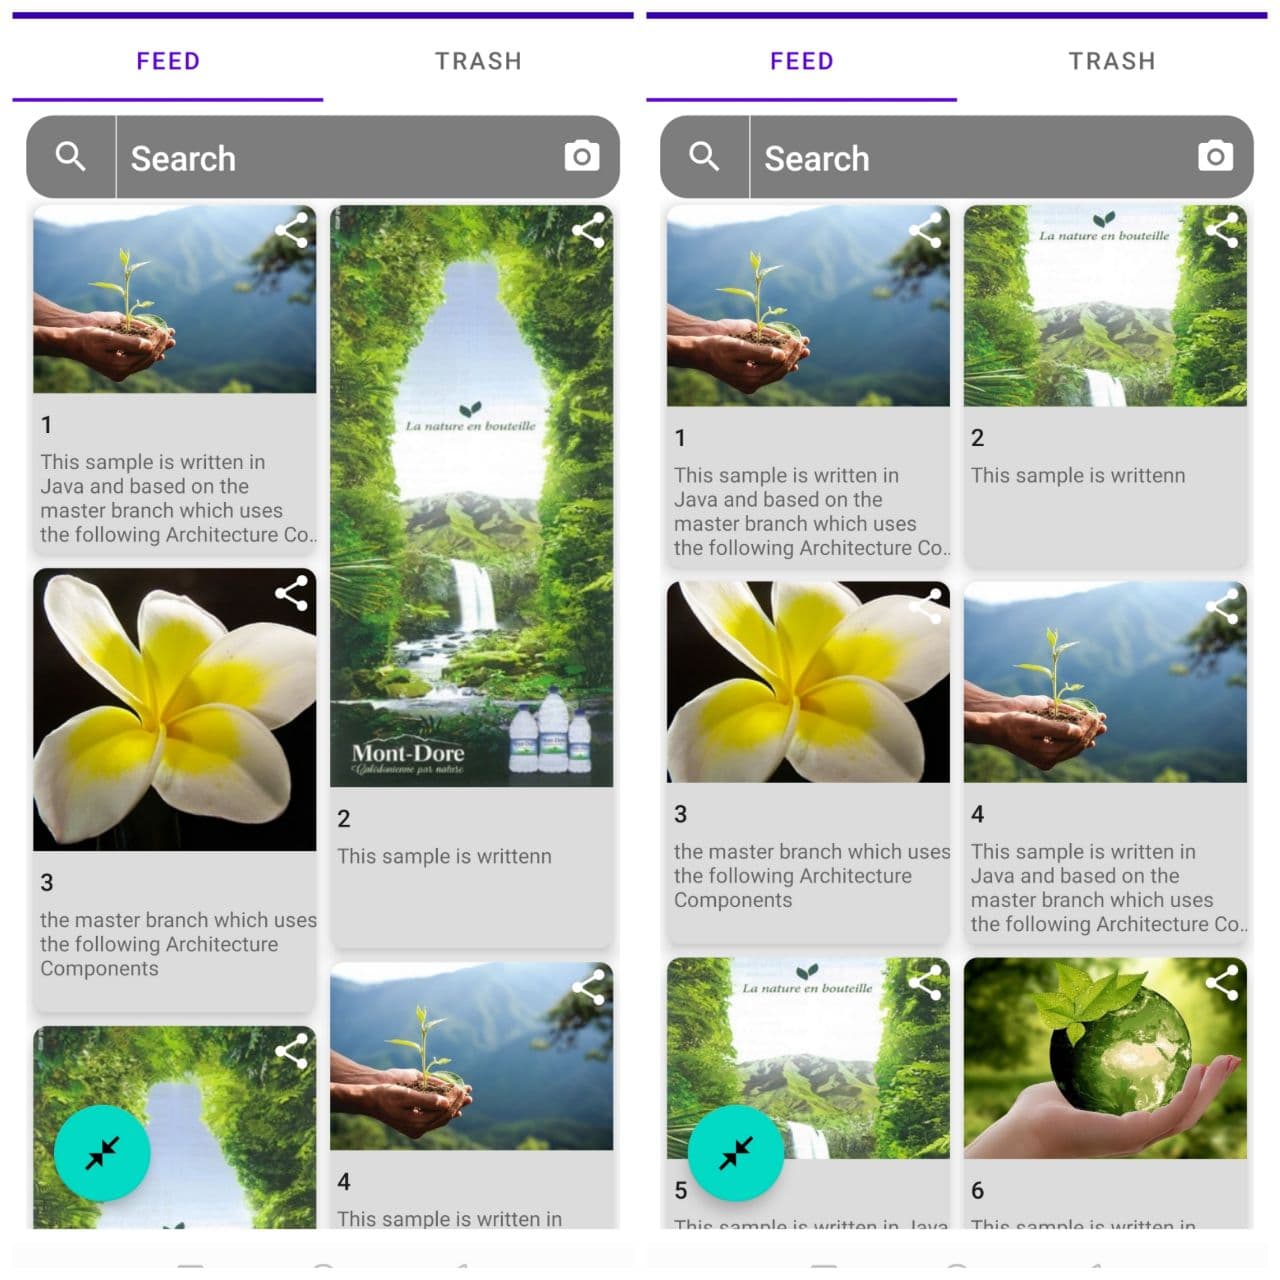 FEED
TRASH
Search
1
This sample is written in
Java and based on the
master branch which uses
the following Architecture Co..
La nature en bouteille
Mont-Dore
Calédonienne par nature
2
This sample is writtenn
3
the master branch which uses
the following Architecture
Components
4
This sample is written in
FEED
TRASH
Search
1
This sample is written in
Java and based on the
master branch which uses
the following Architecture Co..
La nature en bouteille
2
This sample is writtenn
3
the master branch which uses
the following Architecture
Components
4
This sample is written in
Java and based on the
master branch which uses
the following Architecture Co..
La nature en bouteille
5
This sample is written in Java
6
This sample is written in